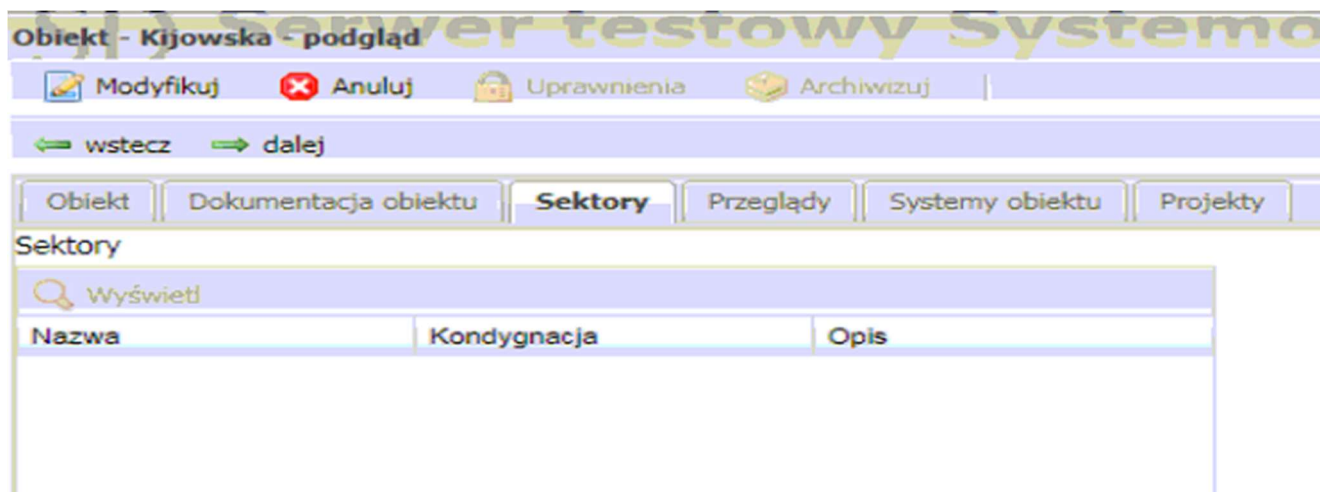 Serwer testowy Systemo
Obiekt - Kijowska - podgląd
Modyfikuj Anuluj Uprawnienia Archiwizuj
wstecz dalej
Obiekt Dokumentacja obiektu Sektory Przeglądy Systemy obiektu Projekty
Sektory
Wyświetl
Nazwa Kondygnacja Opis